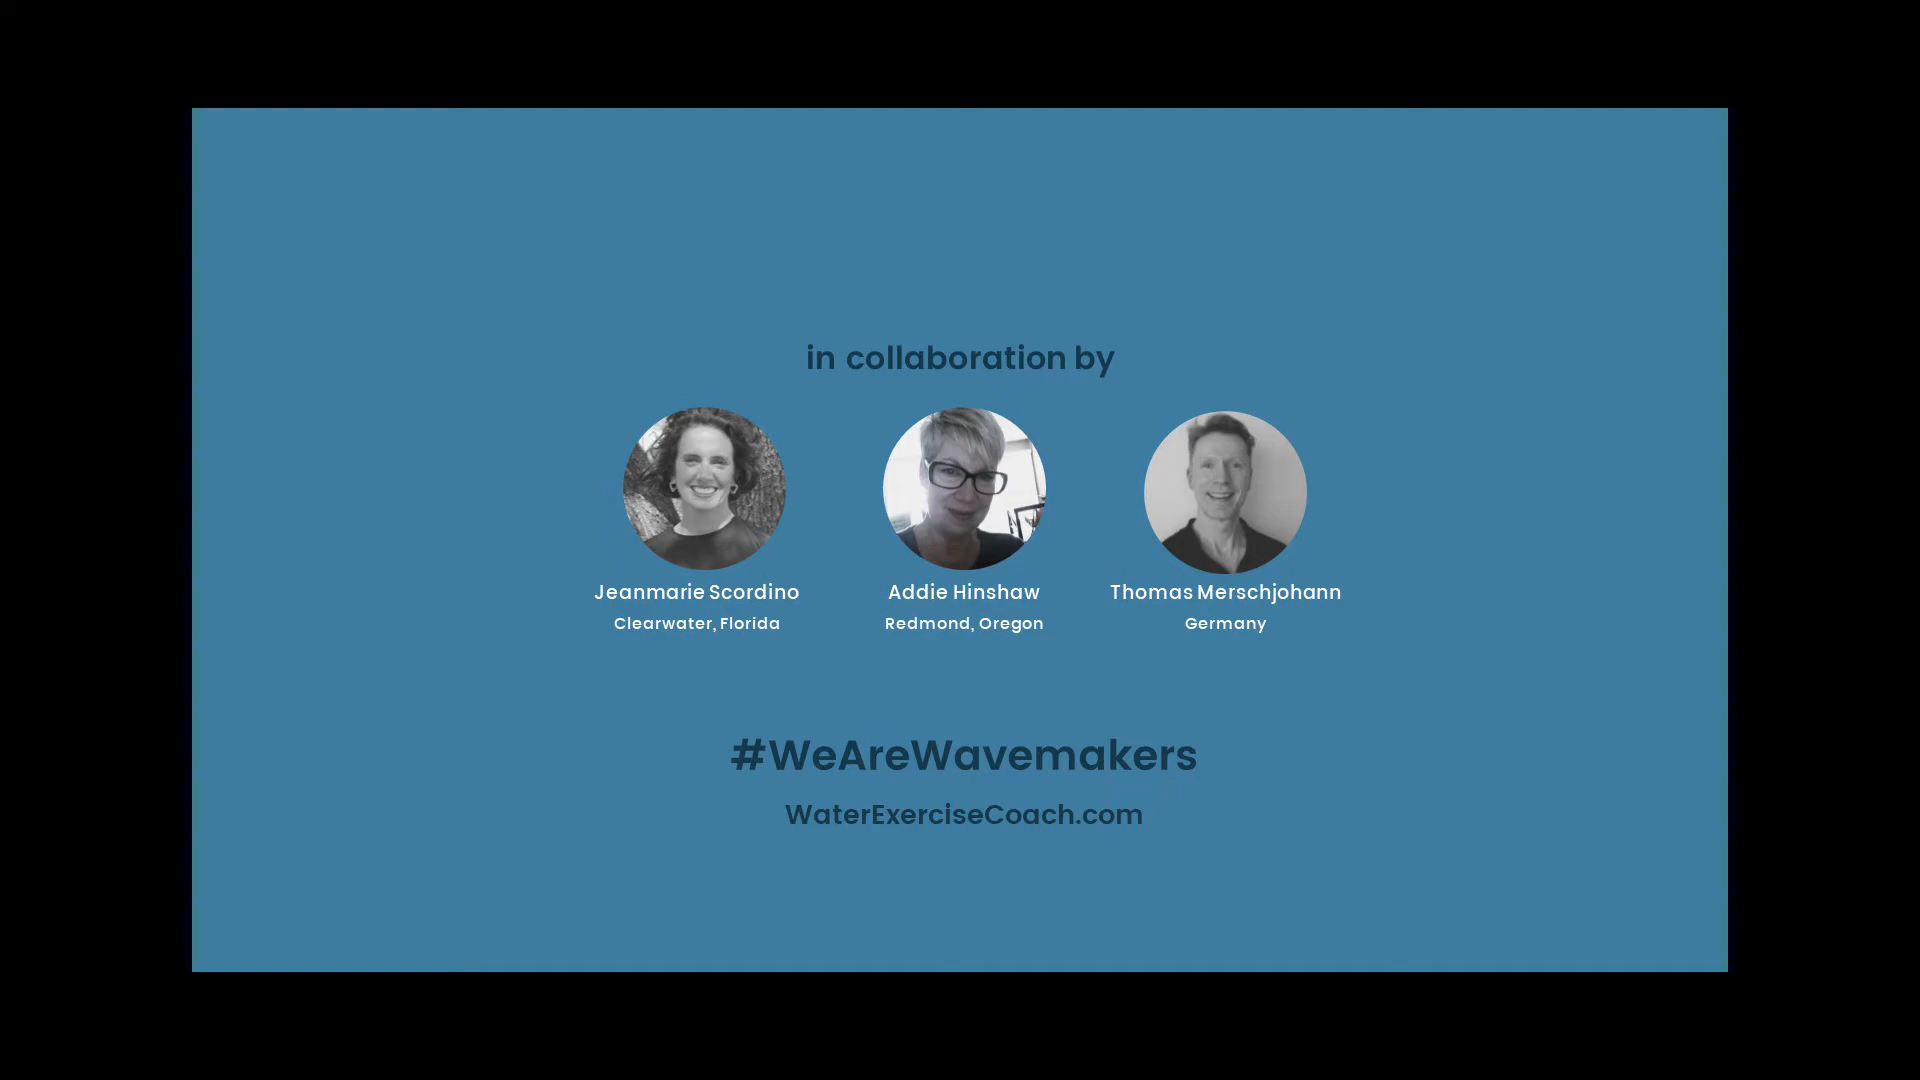 in collaboration by
Jeanmarie Scordino
Clearwater, Florida
Addie Hinshaw
Redmond, Oregon
Thomas Merschjohann
Germany
#WeAreWavemakers
WaterExerciseCoach.com